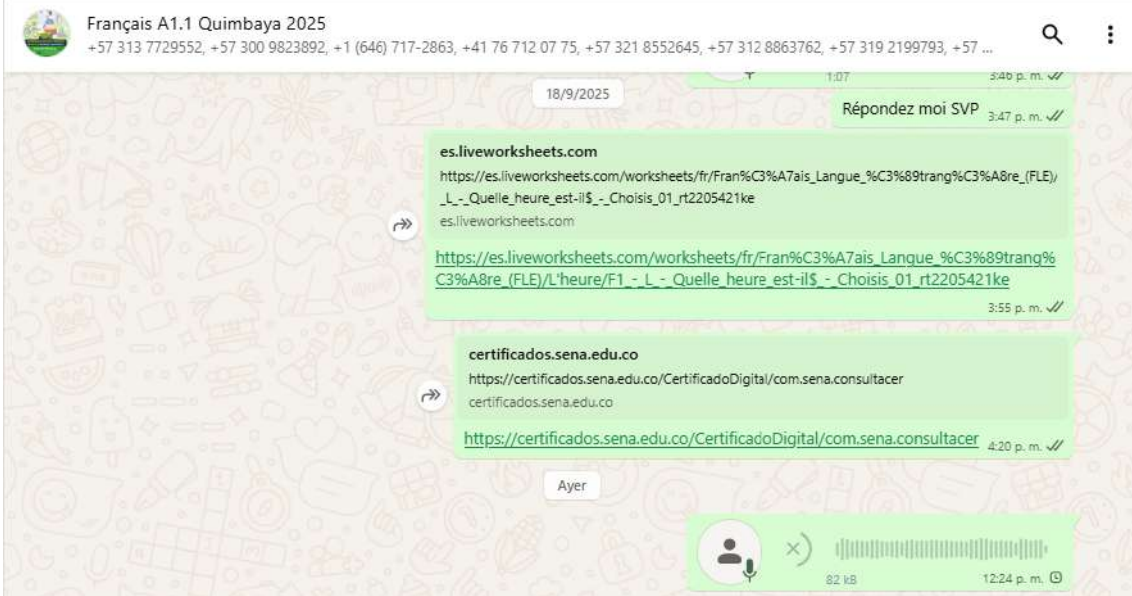 Français A1.1 Quimbaya 2025
+57 313 7729552, +57 300 9823892, +1 (646) 717-2863, +41 76 712 07 75, +57 321 8552645, +57 312 8863762, +57 319 2199793, +57 ...
1:07 3:46 p. m.
18/9/2025
Répondez moi SVP 3:47 p. m.
es.liveworksheets.com
https://es.liveworksheets.com/worksheets/fr/Fran%C3%A7ais_Langue_%C3%89trang%C3%A8re_(FLE)/
_L_-_Quelle_heure_est-il$_-_Choisis_01_rt2205421ke
es.liveworksheets.com
https://es.liveworksheets.com/worksheets/fr/Fran%C3%A7ais_Langue_%C3%89trang%
C3%A8re_(FLE)/L'heure/F1_-_L_-_Quelle_heure_est-il$_-_Choisis_01_rt2205421ke
3:55 p. m.
certificados.sena.edu.co
https://certificados.sena.edu.co/CertificadoDigital/com.sena.consultacer
certificados.sena.edu.co
https://certificados.sena.edu.co/CertificadoDigital/com.sena.consultacer 4:20 p. m.
Ayer
82 kB 12:24 p. m.